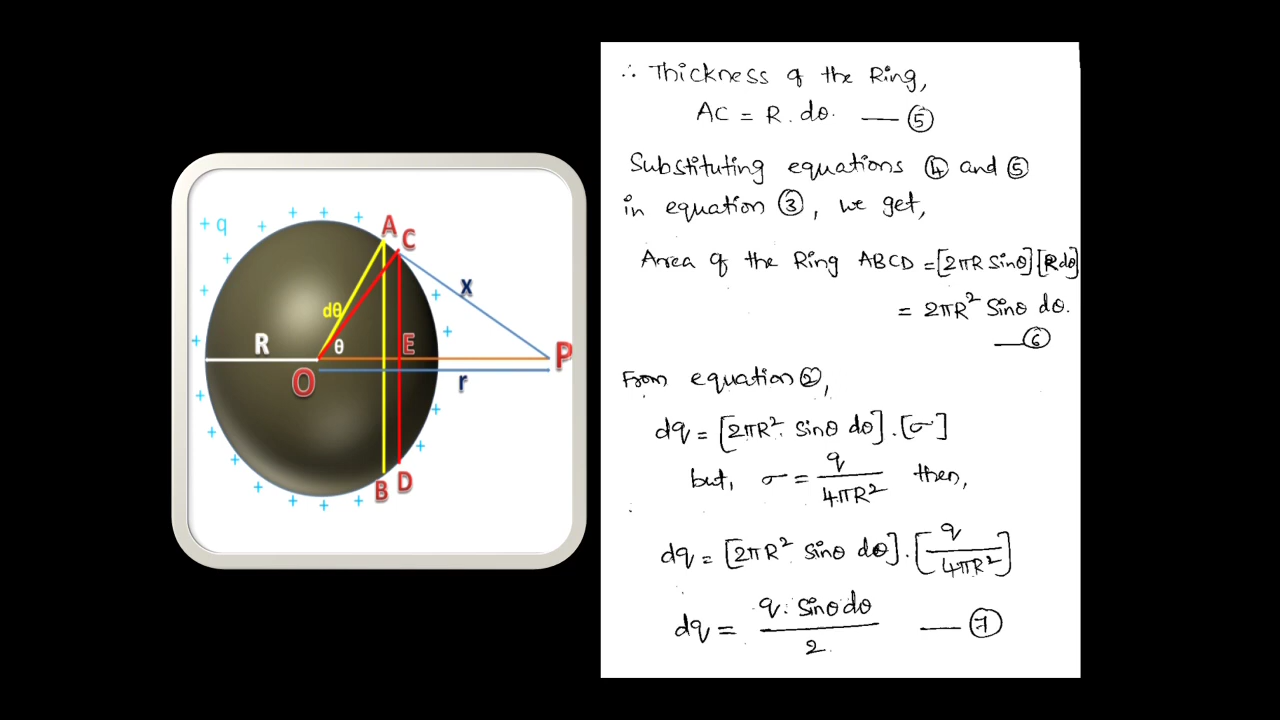 + q
A
C
x
dθ
R
θ
E
P
O
r
B
D
∴ Thickness of the Ring,
AC = R. dθ. — ⑤
Substituting equations ④ and ⑤
in equation ③, we get,
Area of the Ring ABCD = [2πR Sinθ] [R dθ]
= 2πR² Sinθ dθ.
— ⑥
From equation ②,
dq = [2πR². Sinθ dθ] . [σ]
but, σ = q / 4πR² then,
dq = [2πR² Sinθ dθ] . [q / 4πR²]
dq = q. Sinθ dθ / 2 — ⑦